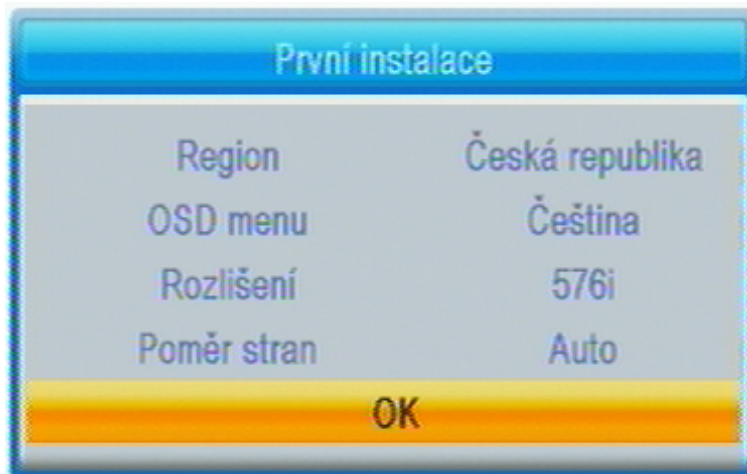 První instalace
Region Česká republika
OSD menu Čeština
Rozlišení 576i
Poměr stran Auto
OK